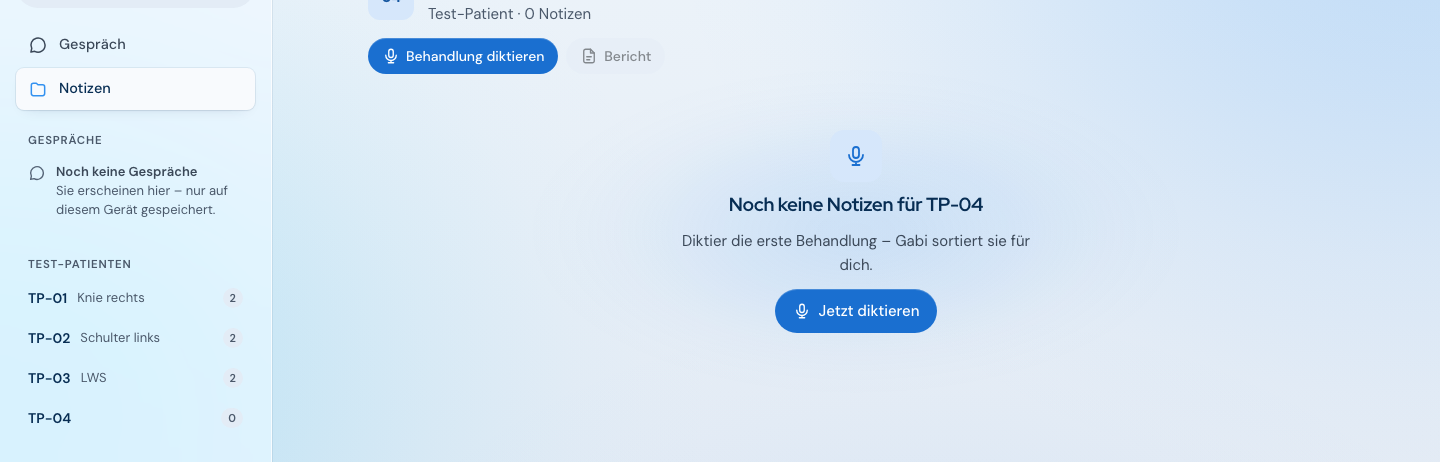 Gespräch
Notizen
GESPRÄCHE
Noch keine Gespräche
Sie erscheinen hier – nur auf
diesem Gerät gespeichert.
TEST-PATIENTEN
TP-01 Knie rechts 2
TP-02 Schulter links 2
TP-03 LWS 2
TP-04 0
Test-Patient · 0 Notizen
Behandlung diktieren
Bericht
Noch keine Notizen für TP-04
Diktier die erste Behandlung – Gabi sortiert sie für
dich.
Jetzt diktieren